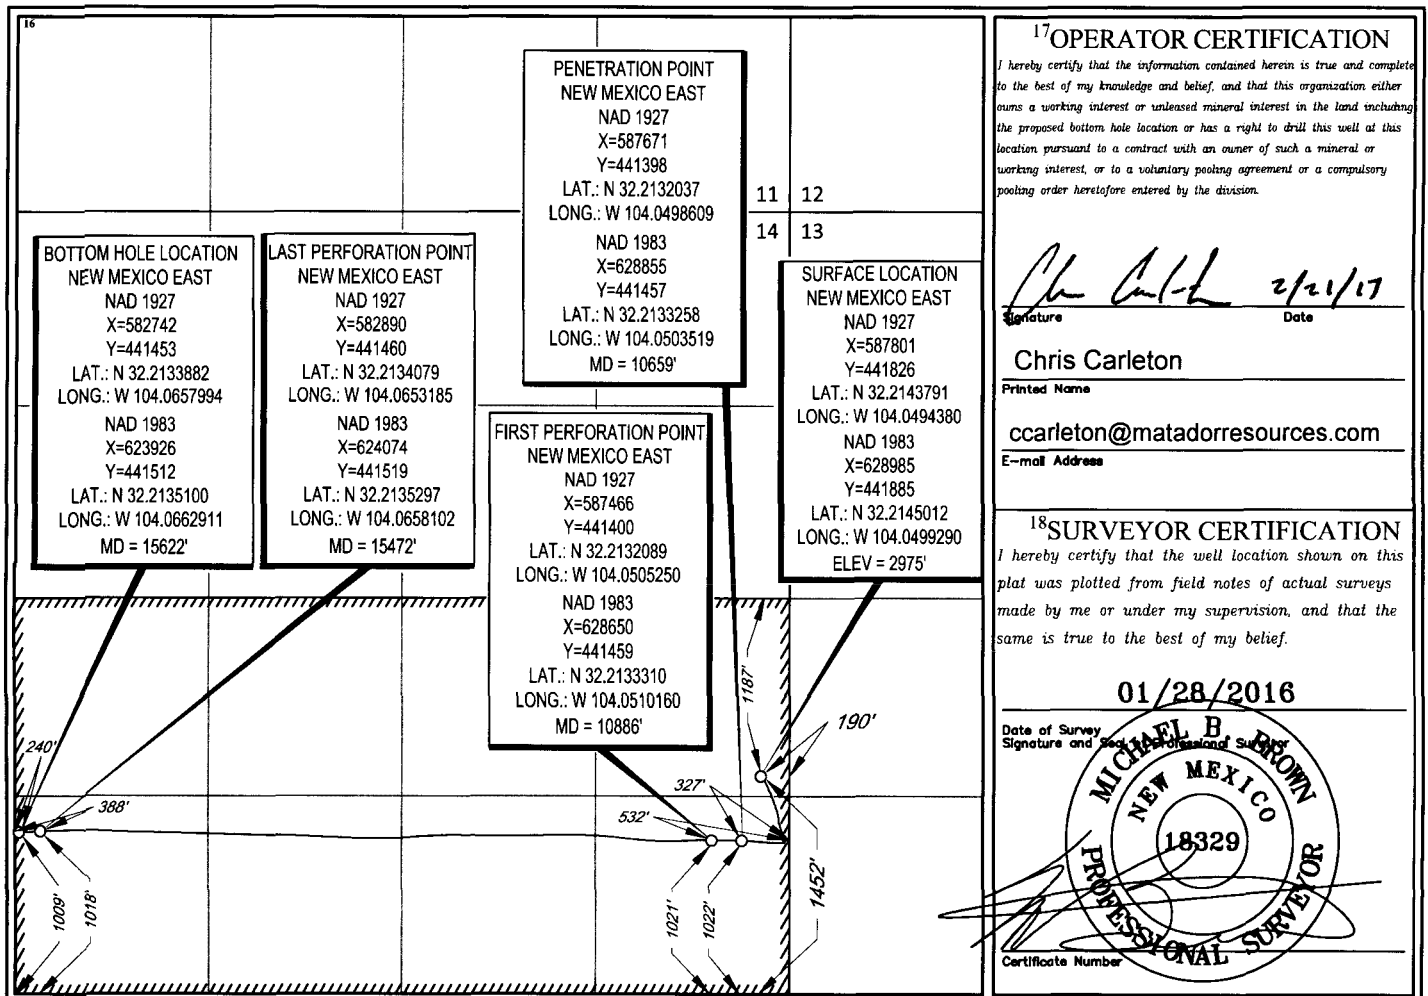 16
PENETRATION POINT
NEW MEXICO EAST
NAD 1927
X=587671
Y=441398
LAT.: N 32.2132037
LONG.: W 104.0498609
NAD 1983
X=628855
Y=441457
LAT.: N 32.2133258
LONG.: W 104.0503519
MD = 10659'
11 12
14 13
BOTTOM HOLE LOCATION
NEW MEXICO EAST
NAD 1927
X=582742
Y=441453
LAT.: N 32.2133882
LONG.: W 104.0657994
NAD 1983
X=623926
Y=441512
LAT.: N 32.2135100
LONG.: W 104.0662911
MD = 15622'
LAST PERFORATION POINT
NEW MEXICO EAST
NAD 1927
X=582890
Y=441460
LAT.: N 32.2134079
LONG.: W 104.0653185
NAD 1983
X=624074
Y=441519
LAT.: N 32.2135297
LONG.: W 104.0658102
MD = 15472'
FIRST PERFORATION POINT
NEW MEXICO EAST
NAD 1927
X=587466
Y=441400
LAT.: N 32.2132089
LONG.: W 104.0505250
NAD 1983
X=628650
Y=441459
LAT.: N 32.2133310
LONG.: W 104.0510160
MD = 10886'
SURFACE LOCATION
NEW MEXICO EAST
NAD 1927
X=587801
Y=441826
LAT.: N 32.2143791
LONG.: W 104.0494380
NAD 1983
X=628985
Y=441885
LAT.: N 32.2145012
LONG.: W 104.0499290
ELEV = 2975'
1187'
190'
240'
388'
327'
532'
1009'
1018'
1021'
1022'
1452'
17OPERATOR CERTIFICATION
I hereby certify that the information contained herein is true and complete
to the best of my knowledge and belief, and that this organization either
owns a working interest or unleased mineral interest in the land including
the proposed bottom hole location or has a right to drill this well at this
location pursuant to a contract with an owner of such a mineral or
working interest, or to a voluntary pooling agreement or a compulsory
pooling order heretofore entered by the division.
2/21/17
Signature Date
Chris Carleton
Printed Name
ccarleton@matadorresources.com
E-mail Address
18SURVEYOR CERTIFICATION
I hereby certify that the well location shown on this
plat was plotted from field notes of actual surveys
made by me or under my supervision, and that the
same is true to the best of my belief.
01/28/2016
Date of Survey
Signature and Seal of Professional Surveyor
MICHAEL B. BROWN
NEW MEXICO
18329
PROFESSIONAL SURVEYOR
Certificate Number